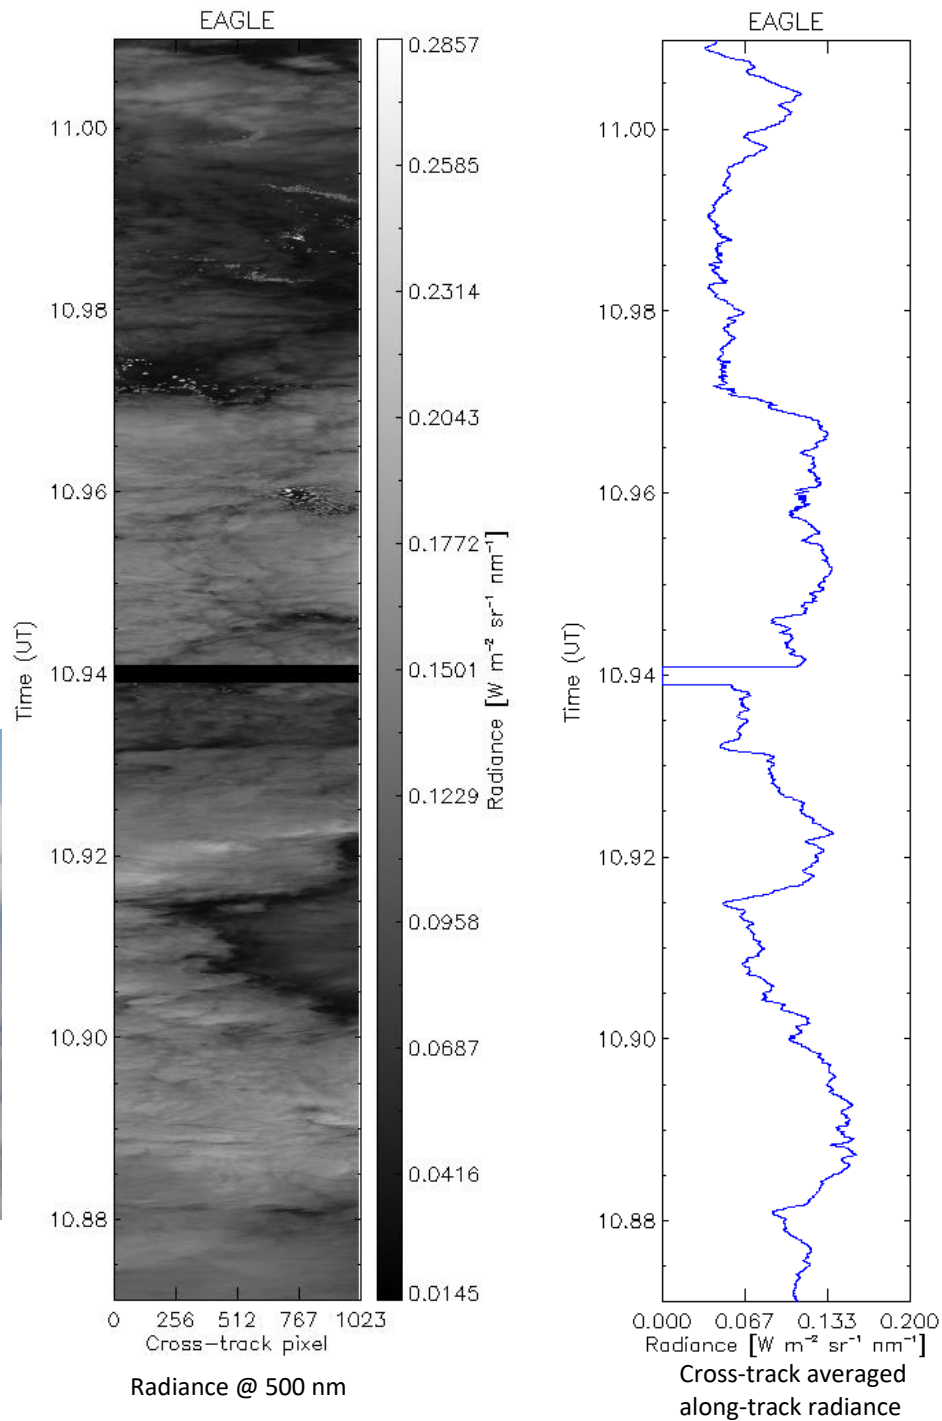 EAGLE
11.00
10.98
10.96
10.94
10.92
10.90
10.88
Time (UT)
0 256 512 767 1023
Cross-track pixel
0.2857
0.2585
0.2314
0.2043
0.1772
0.1501
0.1229
0.0958
0.0687
0.0416
0.0145
Radiance [W m⁻² sr⁻¹ nm⁻¹]
Radiance @ 500 nm
EAGLE
11.00
10.98
10.96
10.94
10.92
10.90
10.88
Time (UT)
0.000 0.067 0.133 0.200
Radiance [W m⁻² sr⁻¹ nm⁻¹]
Cross-track averaged
along-track radiance